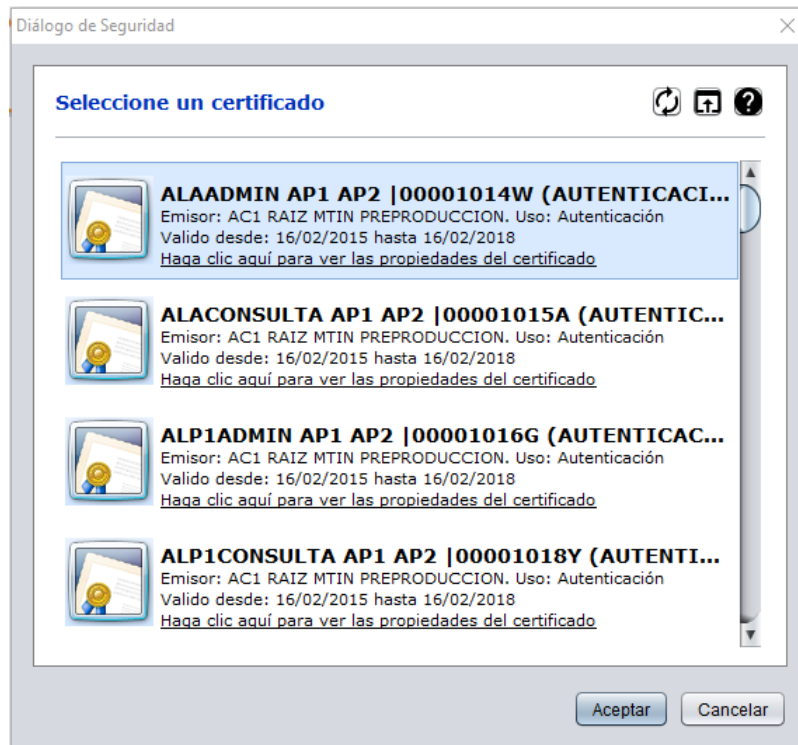 Diálogo de Seguridad
Seleccione un certificado
ALAADMIN AP1 AP2 |00001014W (AUTENTICACI...
Emisor: AC1 RAIZ MTIN PREPRODUCCION. Uso: Autenticación
Valido desde: 16/02/2015 hasta 16/02/2018
Haga clic aquí para ver las propiedades del certificado
ALACONSULTA AP1 AP2 |00001015A (AUTENTIC...
Emisor: AC1 RAIZ MTIN PREPRODUCCION. Uso: Autenticación
Valido desde: 16/02/2015 hasta 16/02/2018
Haga clic aquí para ver las propiedades del certificado
ALP1ADMIN AP1 AP2 |00001016G (AUTENTICAC...
Emisor: AC1 RAIZ MTIN PREPRODUCCION. Uso: Autenticación
Valido desde: 16/02/2015 hasta 16/02/2018
Haga clic aquí para ver las propiedades del certificado
ALP1CONSULTA AP1 AP2 |00001018Y (AUTENTI...
Emisor: AC1 RAIZ MTIN PREPRODUCCION. Uso: Autenticación
Valido desde: 16/02/2015 hasta 16/02/2018
Haga clic aquí para ver las propiedades del certificado
Aceptar Cancelar